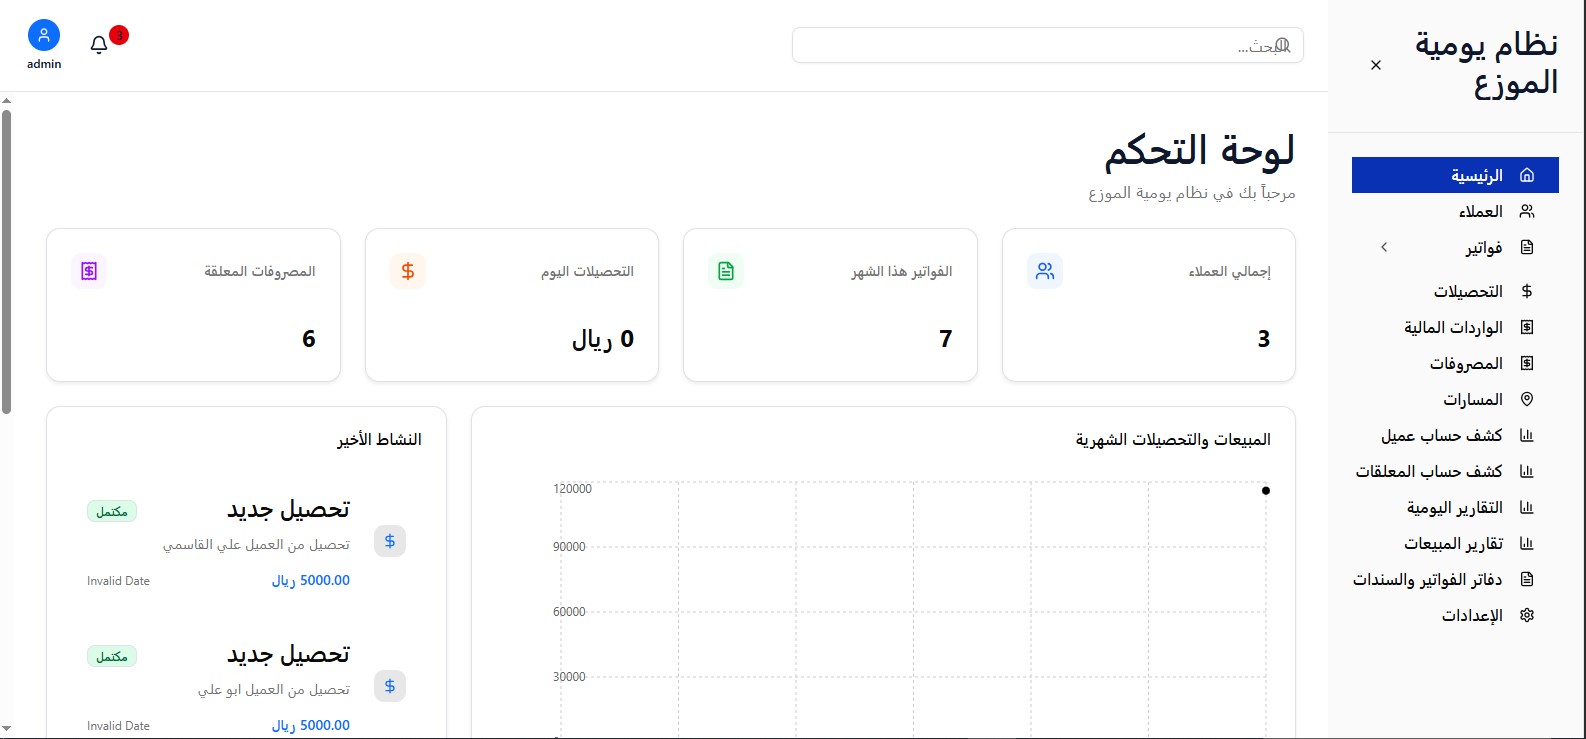 نظام يومية
الموزع
الرئيسية
العملاء
فواتير
التحصيلات
الواردات المالية
المصروفات
المسارات
كشف حساب عميل
كشف حساب المعلقات
التقارير اليومية
تقارير المبيعات
دفاتر الفواتير والسندات
الإعدادات
البحث...
3
admin
لوحة التحكم
مرحباً بك في نظام يومية الموزع
إجمالي العملاء
3
الفواتير هذا الشهر
7
التحصيلات اليوم
0 ريال
المصروفات المعلقة
6
المبيعات والتحصيلات الشهرية
120000
90000
60000
30000
النشاط الأخير
تحصيل جديد
مكتمل
تحصيل من العميل علي القاسمي
5000.00 ريال
Invalid Date
تحصيل جديد
مكتمل
تحصيل من العميل ابو علي
5000.00 ريال
Invalid Date